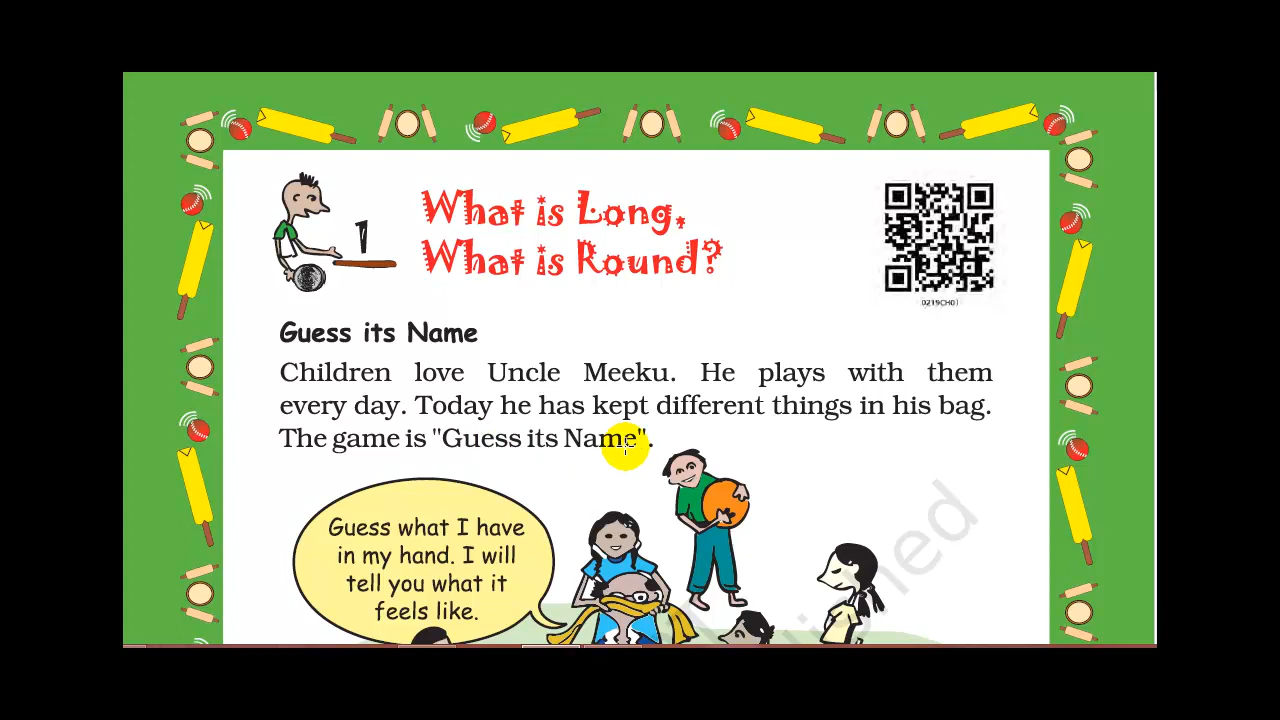 1
What is Long,
What is Round?
0219CH01
Guess its Name
Children love Uncle Meeku. He plays with them
every day. Today he has kept different things in his bag.
The game is "Guess its Name".
Guess what I have
in my hand. I will
tell you what it
feels like.